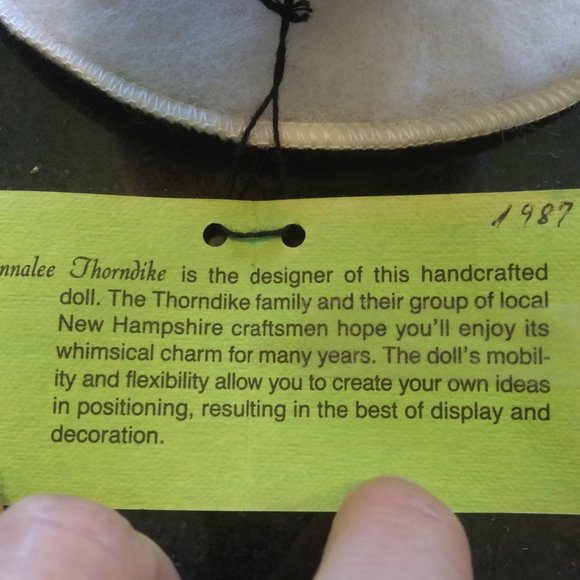 1987
nnalee Thorndike is the designer of this handcrafted
doll. The Thorndike family and their group of local
New Hampshire craftsmen hope you'll enjoy its
whimsical charm for many years. The doll's mobil-
ity and flexibility allow you to create your own ideas
in positioning, resulting in the best of display and
decoration.